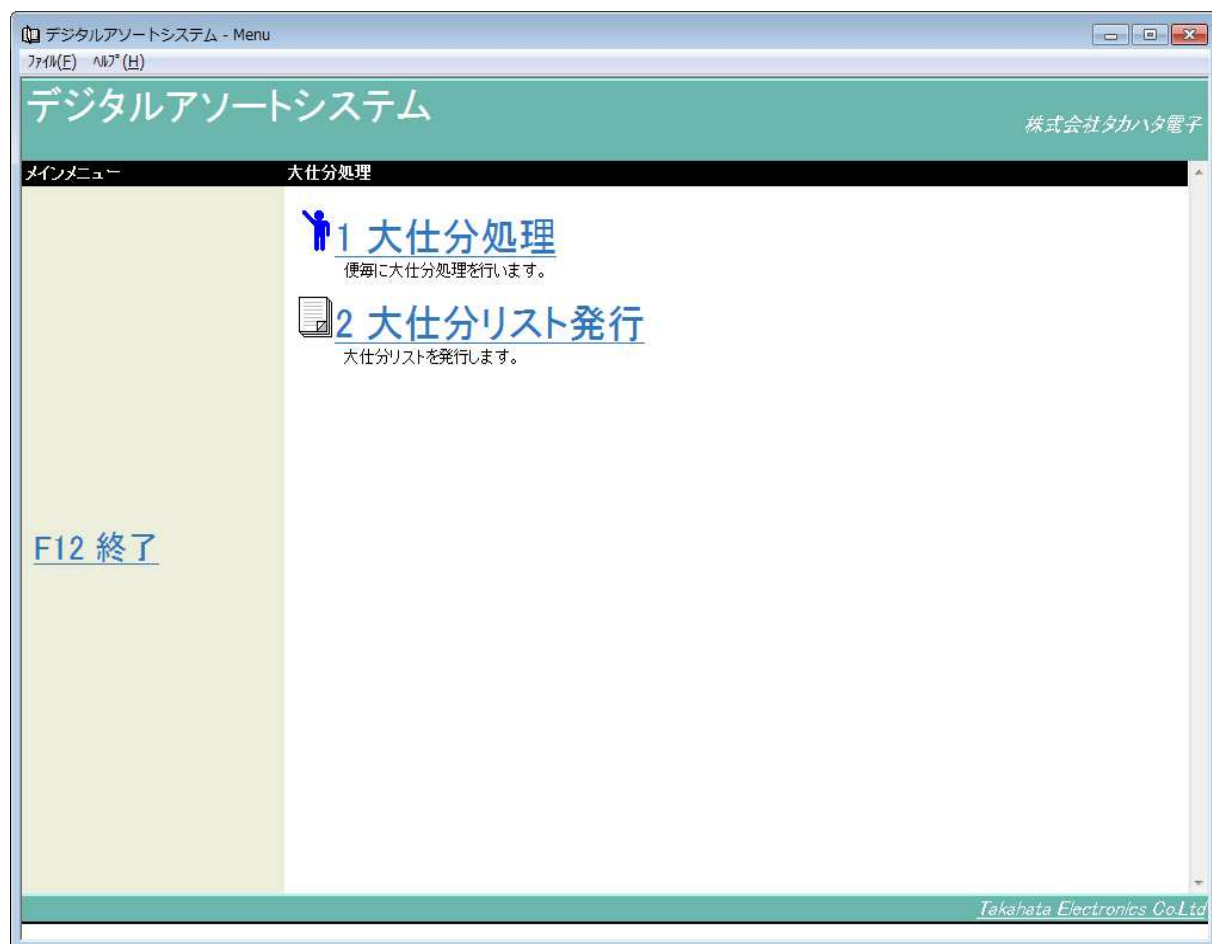 デジタルアソートシステム - Menu
ﾌｧｲﾙ(F) ﾍﾙﾌﾟ(H)
デジタルアソートシステム
株式会社タカハタ電子
メインメニュー
大仕分処理
1 大仕分処理
便毎に大仕分処理を行います。
2 大仕分リスト発行
大仕分リストを発行します。
F12 終了
Takahata Electronics Co.Ltd